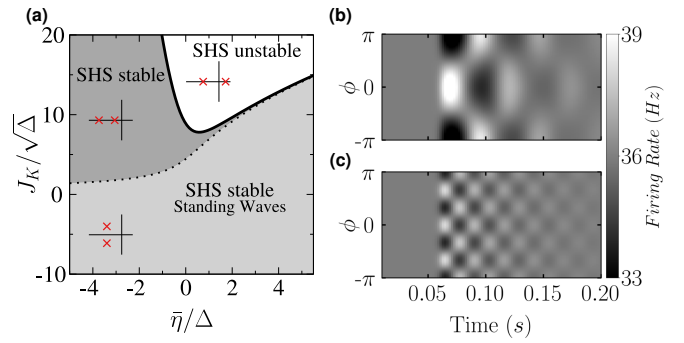 (a)
SHS unstable
SHS stable
SHS stable
Standing Waves
J_K/√Δ
20
10
0
-10
-4 -2 0 2 4
η̄/Δ
(b)
π
0
-π
ϕ
(c)
π
0
-π
ϕ
0.05 0.10 0.15 0.20
Time (s)
39
36
33
Firing Rate (Hz)